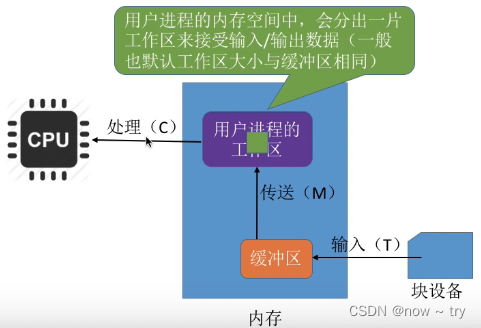 用户进程的内存空间中，会分出一片
工作区来接受输入/输出数据（一般
也默认工作区大小与缓冲区相同）
CPU
处理（C）
用户进程的
工作区
传送（M）
缓冲区
输入（T）
块设备
内存
CSDN @now ~ try